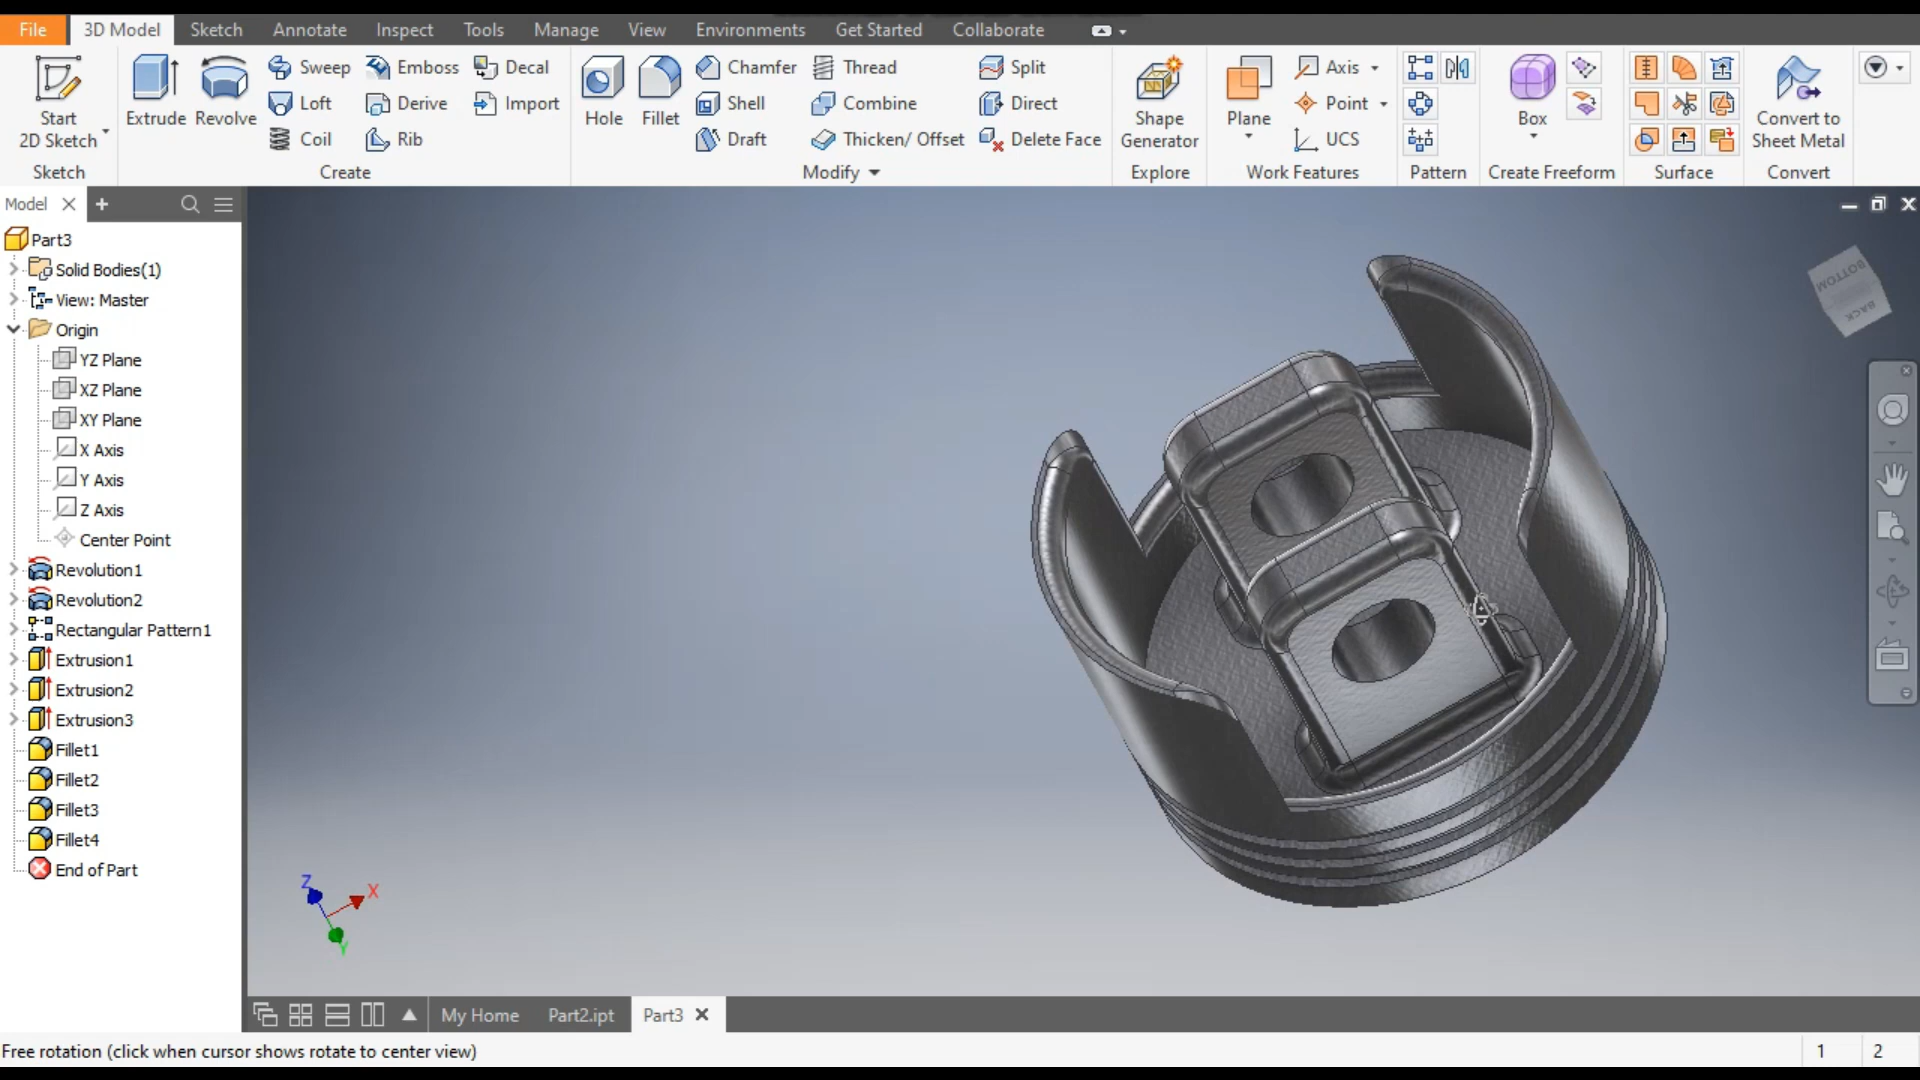 File 3D Model Sketch Annotate Inspect Tools Manage View Environments Get Started Collaborate
Start
2D Sketch
Sketch
Extrude
Revolve
Sweep
Loft
Coil
Emboss
Derive
Rib
Decal
Import
Create
Hole
Fillet
Chamfer
Shell
Draft
Thread
Combine
Thicken/ Offset
Split
Direct
Delete Face
Modify
Shape
Generator
Explore
Plane
Axis
Point
UCS
Work Features
Pattern
Box
Create Freeform
Surface
Convert to
Sheet Metal
Convert
Model
Part3
Solid Bodies(1)
View: Master
Origin
YZ Plane
XZ Plane
XY Plane
X Axis
Y Axis
Z Axis
Center Point
Revolution1
Revolution2
Rectangular Pattern1
Extrusion1
Extrusion2
Extrusion3
Fillet1
Fillet2
Fillet3
Fillet4
End of Part
BOTTOM
BACK
Z
X
Y
My Home Part2.ipt Part3
Free rotation (click when cursor shows rotate to center view)
1 2